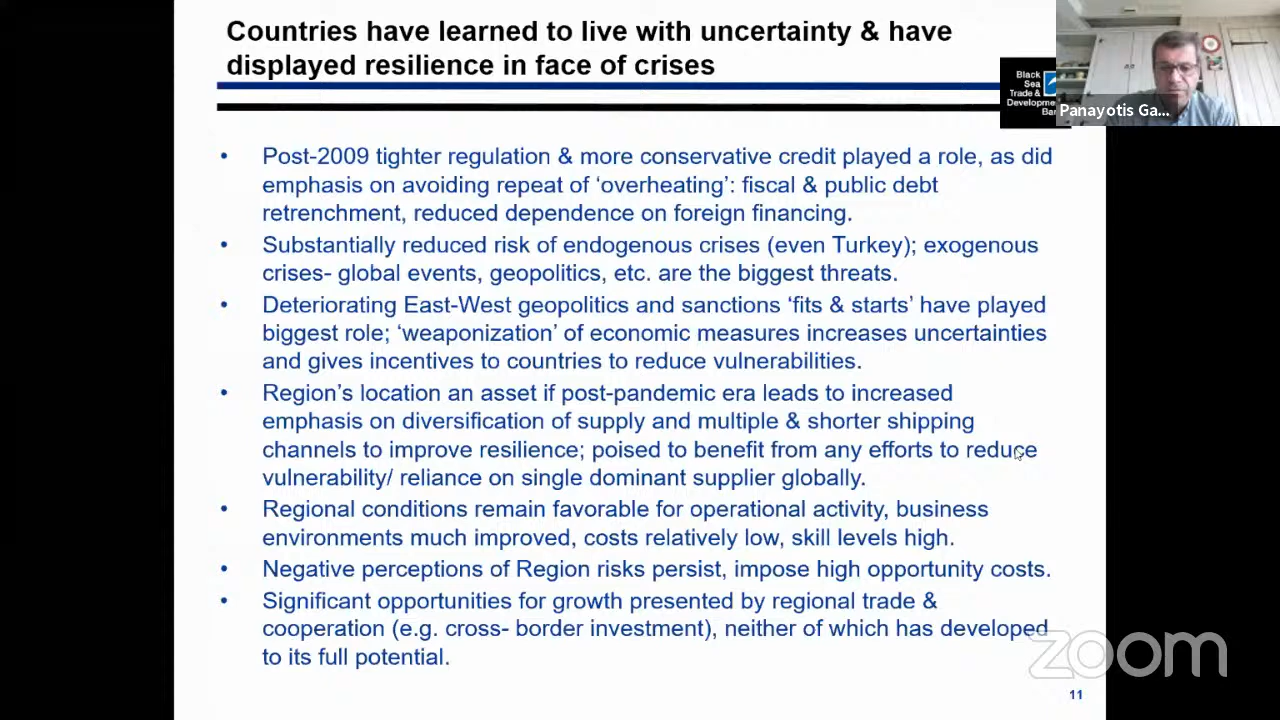 Countries have learned to live with uncertainty & have
displayed resilience in face of crises
Black
Sea
Trade &
Development
Ban
Panayotis Ga...
• Post-2009 tighter regulation & more conservative credit played a role, as did
emphasis on avoiding repeat of ‘overheating’: fiscal & public debt
retrenchment, reduced dependence on foreign financing.
• Substantially reduced risk of endogenous crises (even Turkey); exogenous
crises- global events, geopolitics, etc. are the biggest threats.
• Deteriorating East-West geopolitics and sanctions ‘fits & starts’ have played
biggest role; ‘weaponization’ of economic measures increases uncertainties
and gives incentives to countries to reduce vulnerabilities.
• Region’s location an asset if post-pandemic era leads to increased
emphasis on diversification of supply and multiple & shorter shipping
channels to improve resilience; poised to benefit from any efforts to reduce
vulnerability/ reliance on single dominant supplier globally.
• Regional conditions remain favorable for operational activity, business
environments much improved, costs relatively low, skill levels high.
• Negative perceptions of Region risks persist, impose high opportunity costs.
• Significant opportunities for growth presented by regional trade &
cooperation (e.g. cross- border investment), neither of which has developed
to its full potential.
zoom
11